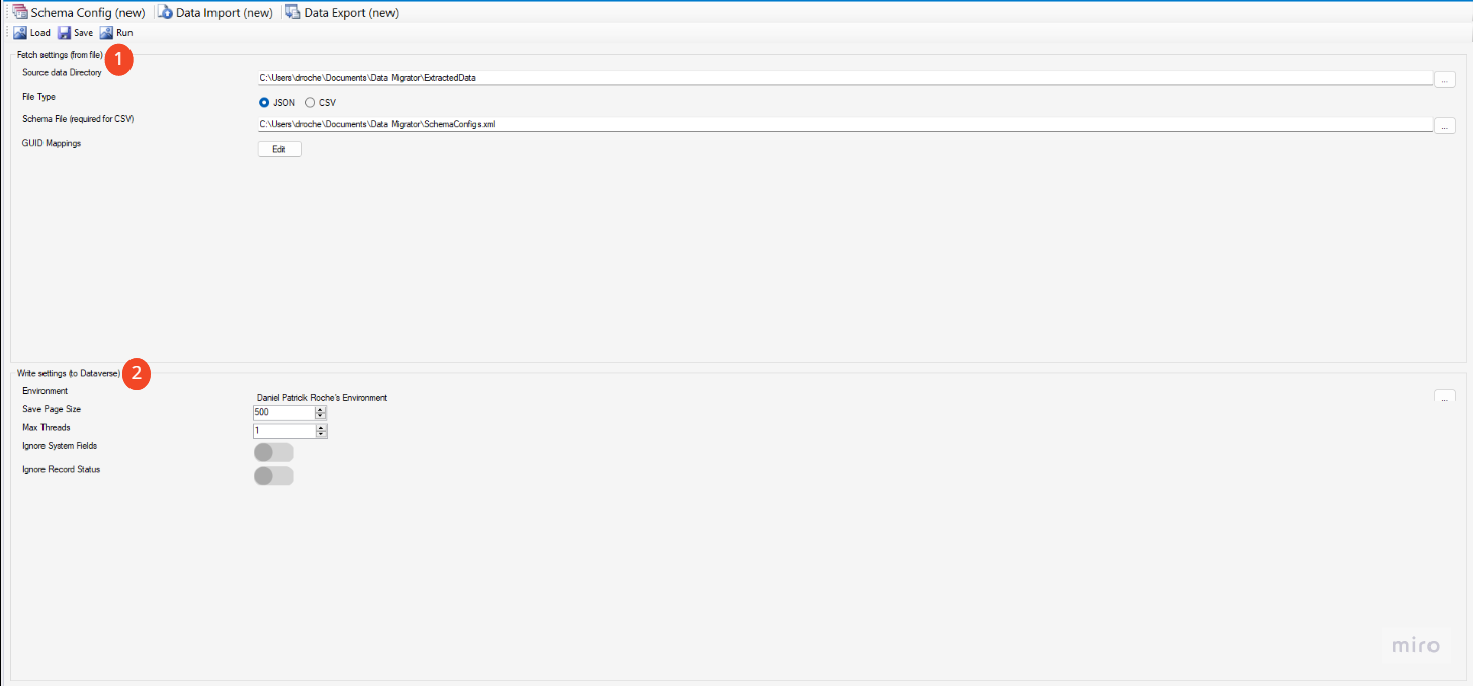 Schema Config (new) Data Import (new) Data Export (new)
Load Save Run
Fetch settings (from file) 1
Source data Directory C:\Users\droche\Documents\Data Migrator\ExtractedData ...
File Type JSON CSV
Schema File (required for CSV) C:\Users\droche\Documents\Data Migrator\SchemaConfigs.xml ...
GUID Mappings Edit
Write settings (to Dataverse) 2
Environment Daniel Patricik Roche's Environment ...
Save Page Size 500
Max Threads 1
Ignore System Fields
Ignore Record Status
miro